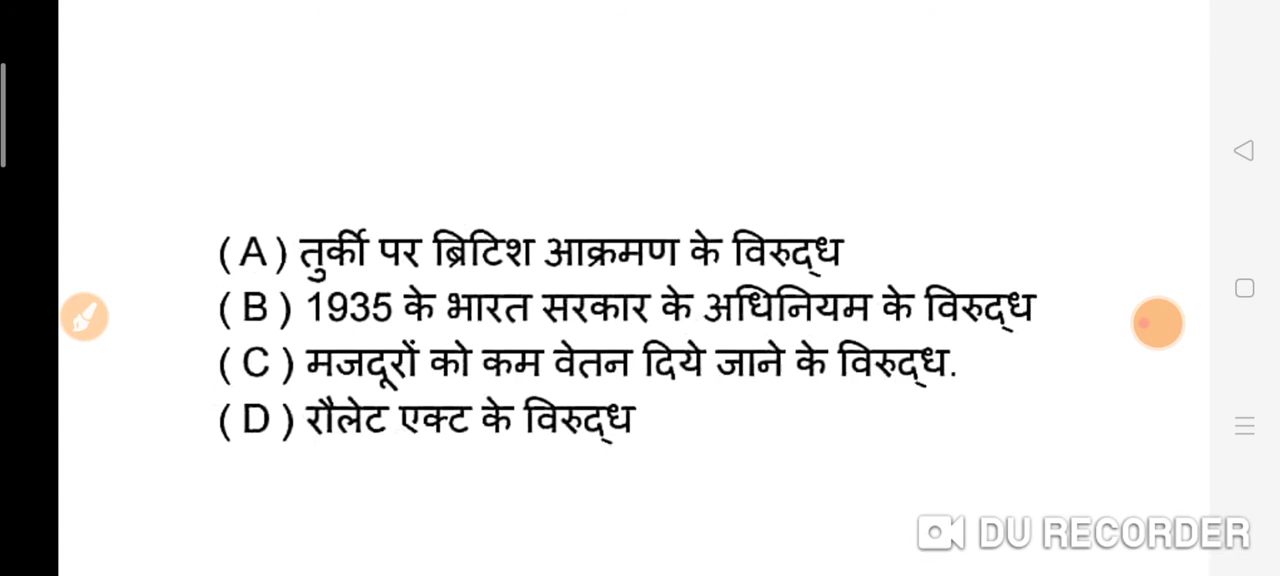 ( A ) तुर्की पर ब्रिटिश आक्रमण के विरुद्ध
( B ) 1935 के भारत सरकार के अधिनियम के विरुद्ध
( C ) मजदूरों को कम वेतन दिये जाने के विरुद्ध.
( D ) रौलेट एक्ट के विरुद्ध
DU RECORDER